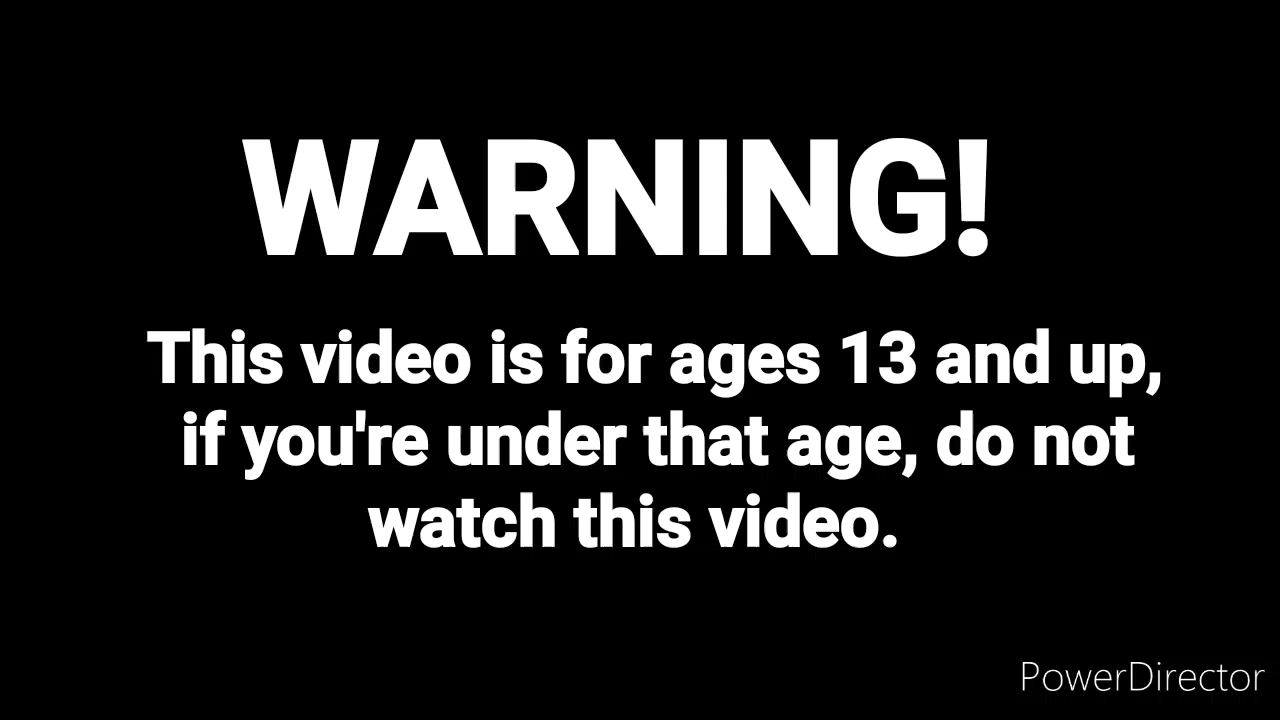 WARNING!
This video is for ages 13 and up,
if you're under that age, do not
watch this video.
PowerDirector